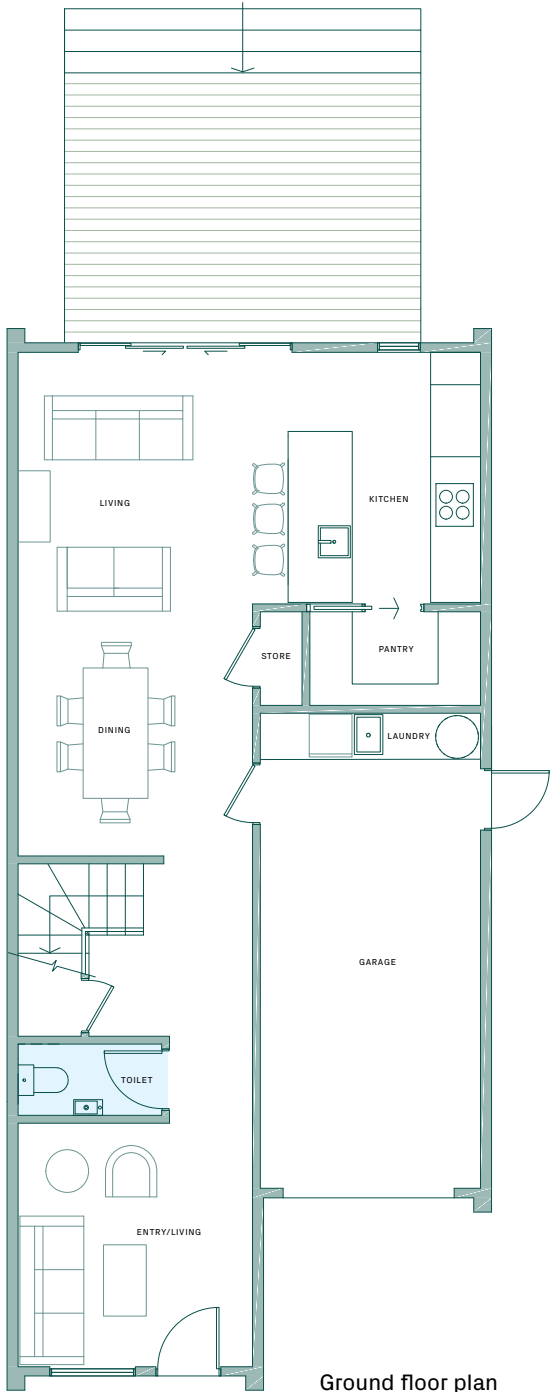 KITCHEN
LIVING
PANTRY
STORE
DINING
LAUNDRY
GARAGE
TOILET
ENTRY/LIVING
Ground floor plan